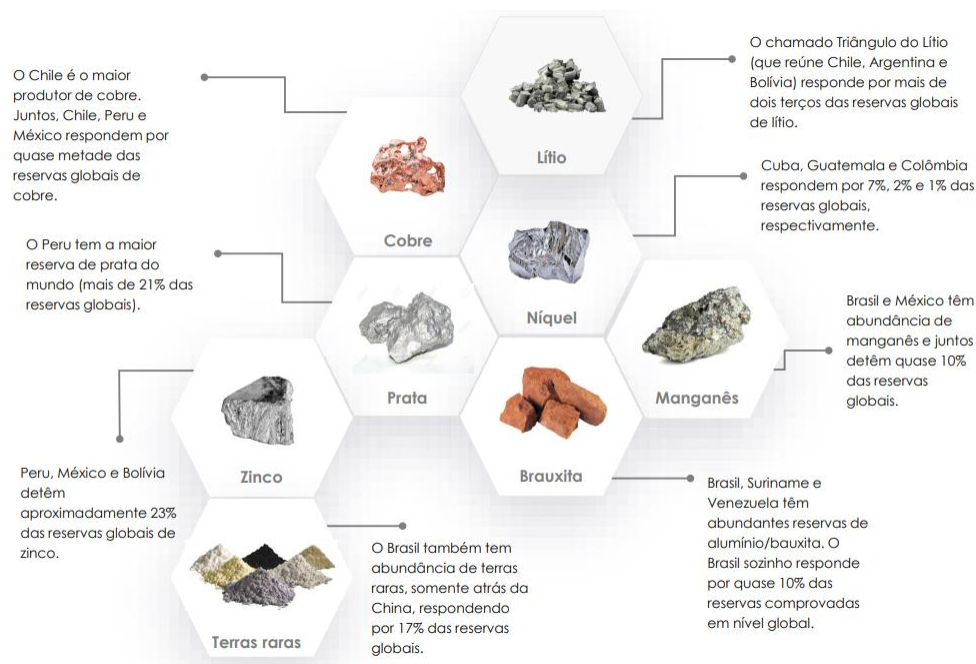 O Chile é o maior
produtor de cobre.
Juntos, Chile, Peru e
México respondem por
quase metade das
reservas globais de
cobre.
Cobre
Lítio
O chamado Triângulo do Lítio
(que reúne Chile, Argentina e
Bolívia) responde por mais de
dois terços das reservas globais
de lítio.
Cuba, Guatemala e Colômbia
respondem por 7%, 2% e 1% das
reservas globais,
respectivamente.
Níquel
O Peru tem a maior
reserva de prata do
mundo (mais de 21% das
reservas globais).
Prata
Manganês
Brasil e México têm
abundância de
manganês e juntos
detêm quase 10%
das reservas
globais.
Zinco
Peru, México e Bolívia
detêm
aproximadamente 23%
das reservas globais de
zinco.
Brauxita
Brasil, Suriname e
Venezuela têm
abundantes reservas de
alumínio/bauxita. O
Brasil sozinho responde
por quase 10% das
reservas comprovadas
em nível global.
Terras raras
O Brasil também tem
abundância de terras
raras, somente atrás da
China, respondendo
por 17% das reservas
globais.